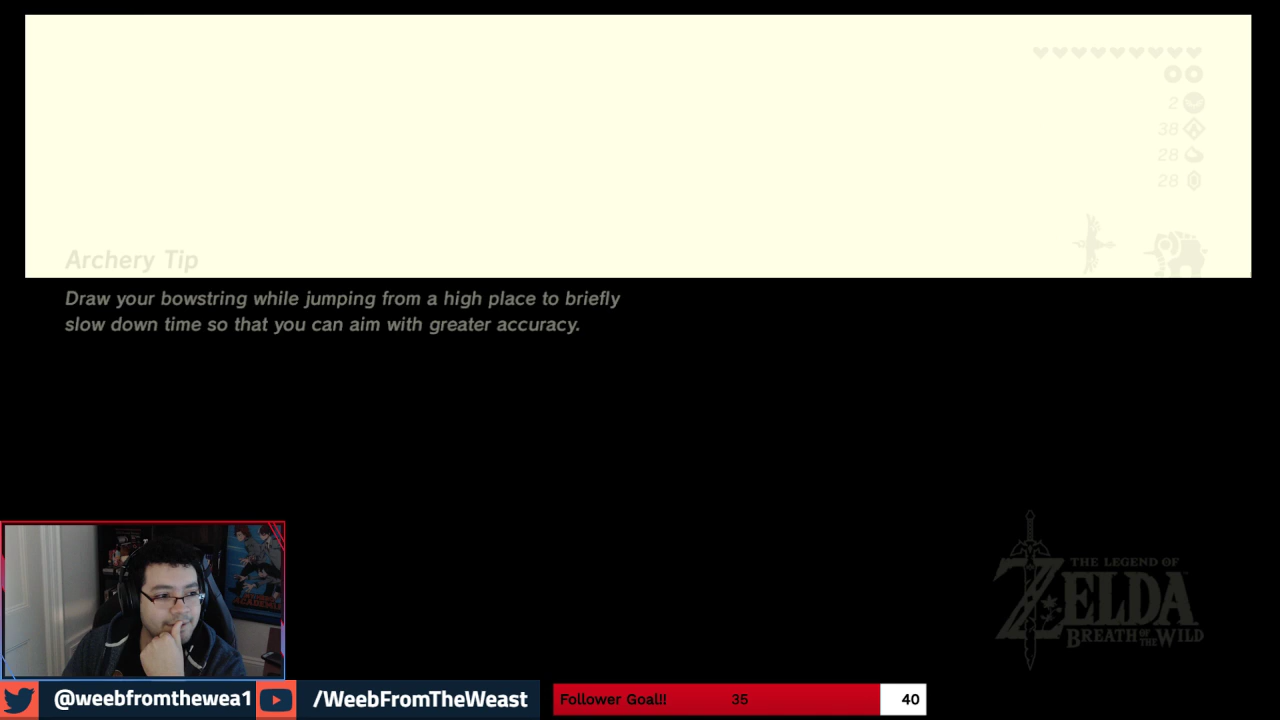 2
38
28
28
Archery Tip
Draw your bowstring while jumping from a high place to briefly
slow down time so that you can aim with greater accuracy.
THE LEGEND OF
ZELDA
BREATH OF THE WILD
ACADEMIA
@weebfromthewea1
/WeebFromTheWeast
Follower Goal!! 35 40